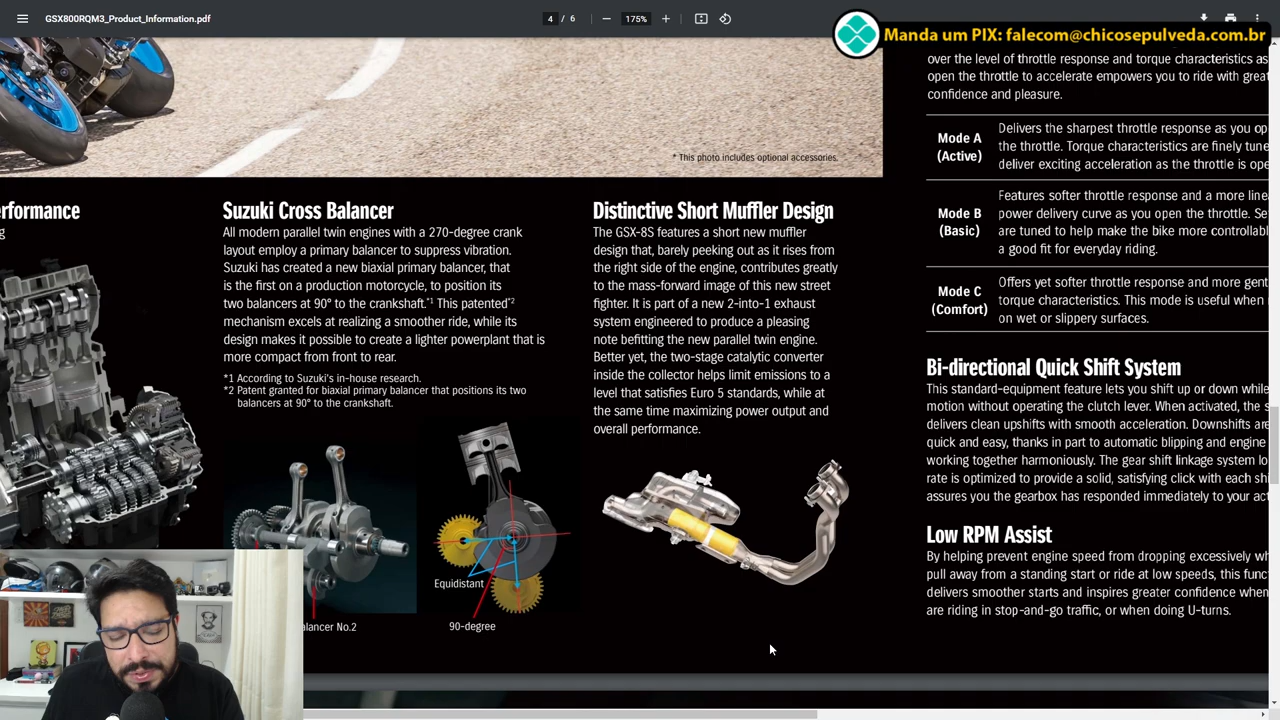 GSX800RQM3_Product_Information.pdf
4 / 6
175%
Manda um PIX: falecom@chicosepulveda.com.br
* This photo includes optional accessories.
Suzuki Cross Balancer
All modern parallel twin engines with a 270-degree crank
layout employ a primary balancer to suppress vibration.
Suzuki has created a new biaxial primary balancer, that
is the first on a production motorcycle, to position its
two balancers at 90° to the crankshaft.*1 This patented*2
mechanism excels at realizing a smoother ride, while its
design makes it possible to create a lighter powerplant that is
more compact from front to rear.
*1 According to Suzuki's in-house research.
*2 Patent granted for biaxial primary balancer that positions its two
balancers at 90° to the crankshaft.
No.2
Equidistant
90-degree
Distinctive Short Muffler Design
The GSX-8S features a short new muffler
design that, barely peeking out as it rises from
the right side of the engine, contributes greatly
to the mass-forward image of this new street
fighter. It is part of a new 2-into-1 exhaust
system engineered to produce a pleasing
note befitting the new parallel twin engine.
Better yet, the two-stage catalytic converter
inside the collector helps limit emissions to a
level that satisfies Euro 5 standards, while at
the same time maximizing power output and
overall performance.
over the level of throttle response and torque characteristics as
open the throttle to accelerate empowers you to ride with
confidence and pleasure.
Mode A
(Active)
Delivers the sharpest throttle response as you
the throttle. Torque characteristics are finely
deliver exciting acceleration as the throttle is
Mode B
(Basic)
Features softer throttle response and a more
power delivery curve as you open the throttle.
are tuned to help make the bike more
a good fit for everyday riding.
Mode C
(Comfort)
Offers yet softer throttle response and more
torque characteristics. This mode is useful when
on wet or slippery surfaces.
Bi-directional Quick Shift System
This standard-equipment feature lets you shift up or down
motion without operating the clutch lever. When activated, the
delivers clean upshifts with smooth acceleration. Downshifts
quick and easy, thanks in part to automatic blipping and engine
working together harmoniously. The gear shift linkage system
rate is optimized to provide a solid, satisfying click with each
assures you the gearbox has responded immediately to your
Low RPM Assist
By helping prevent engine speed from dropping excessively
pull away from a standing start or ride at low speeds, this
delivers smoother starts and inspires greater confidence
are riding in stop-and-go traffic, or when doing U-turns.